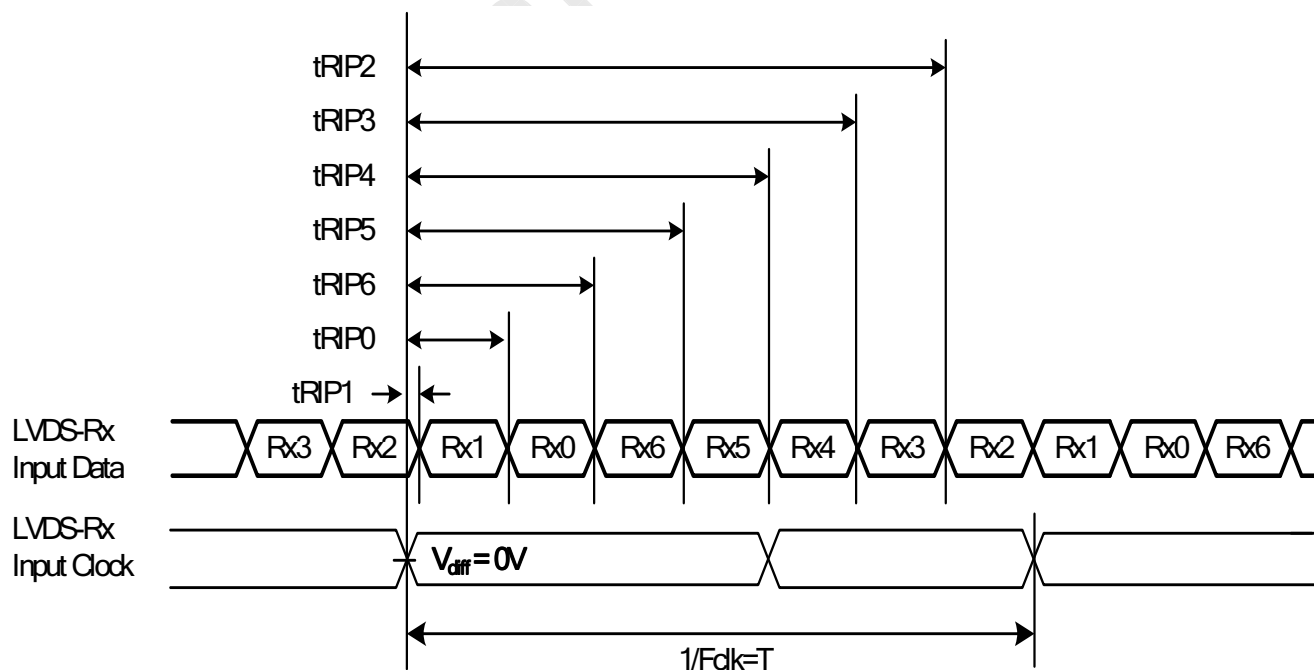 tRIP2
tRIP3
tRIP4
tRIP5
tRIP6
tRIP0
tRIP1
LVDS-Rx
Input Data
Rx3 Rx2 Rx1 Rx0 Rx6 Rx5 Rx4 Rx3 Rx2 Rx1 Rx0 Rx6
LVDS-Rx
Input Clock
Vdiff = 0V
1/Fclk=T